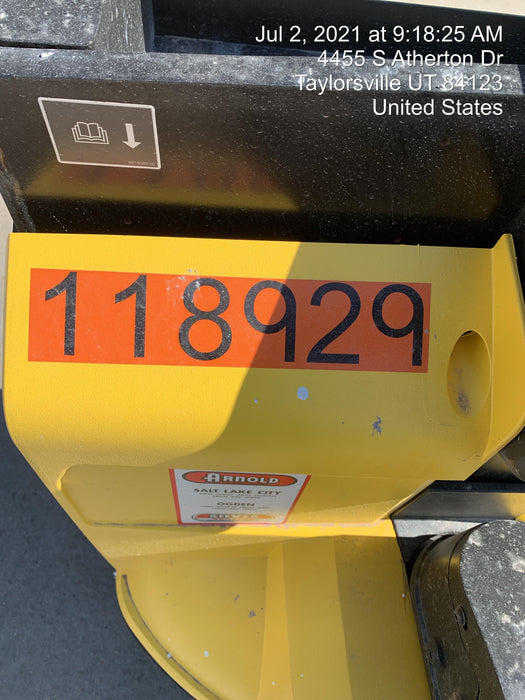 Jul 2, 2021 at 9:18:25 AM
4455 S Atherton Dr
Taylorsville UT 84123
United States
118929
ARNOLD
SALT LAKE CITY
OGDEN